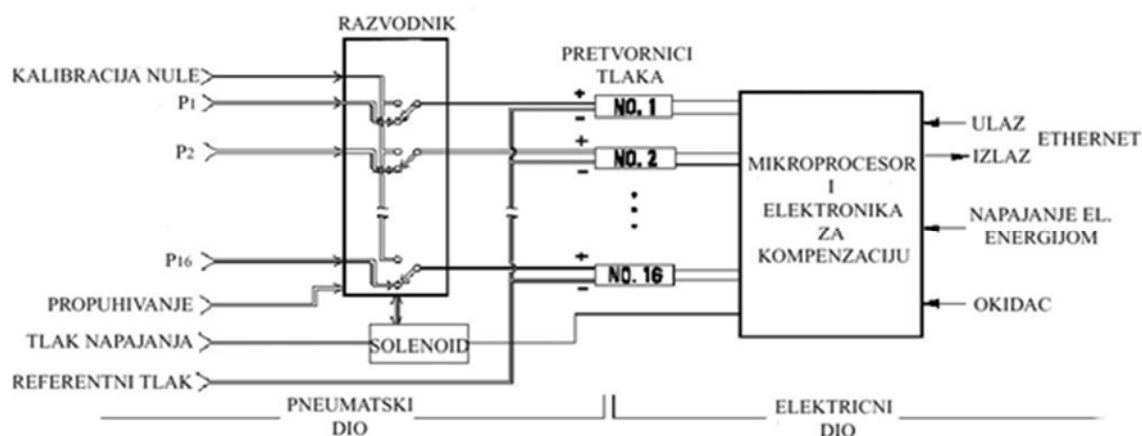 RAZVODNIK
KALIBRACIJA NULE
P1
P2
P16
PROPUHIVANJE
TLAK NAPAJANJA
REFERENTNI TLAK
SOLENOID
PRETVORNICI
TLAKA
+
NO. 1
-
+
NO. 2
-
+
NO. 16
-
MIKROPROCESOR
I
ELEKTRONIKA
ZA
KOMPENZACIJU
ULAZ
ETHERNET
IZLAZ
NAPAJANJE EL.
ENERGIJOM
OKIDAC
PNEUMATSKI
DIO
ELEKTRICNI
DIO